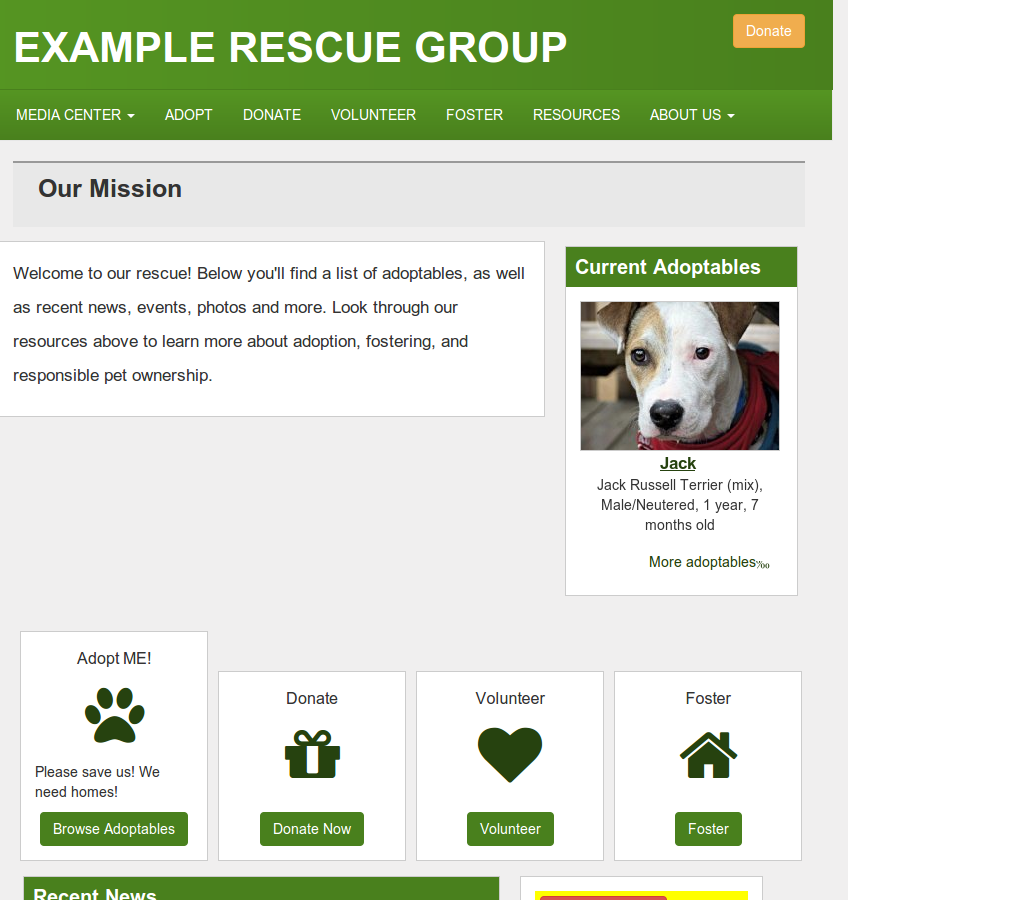 EXAMPLE RESCUE GROUP
Donate
MEDIA CENTER ADOPT DONATE VOLUNTEER FOSTER RESOURCES ABOUT US
Our Mission
Welcome to our rescue! Below you'll find a list of adoptables, as well
as recent news, events, photos and more. Look through our
resources above to learn more about adoption, fostering, and
responsible pet ownership.
Current Adoptables
Jack
Jack Russell Terrier (mix),
Male/Neutered, 1 year, 7
months old
More adoptables‰
Adopt ME!
Please save us! We
need homes!
Browse Adoptables
Donate
Donate Now
Volunteer
Volunteer
Foster
Foster
Recent News